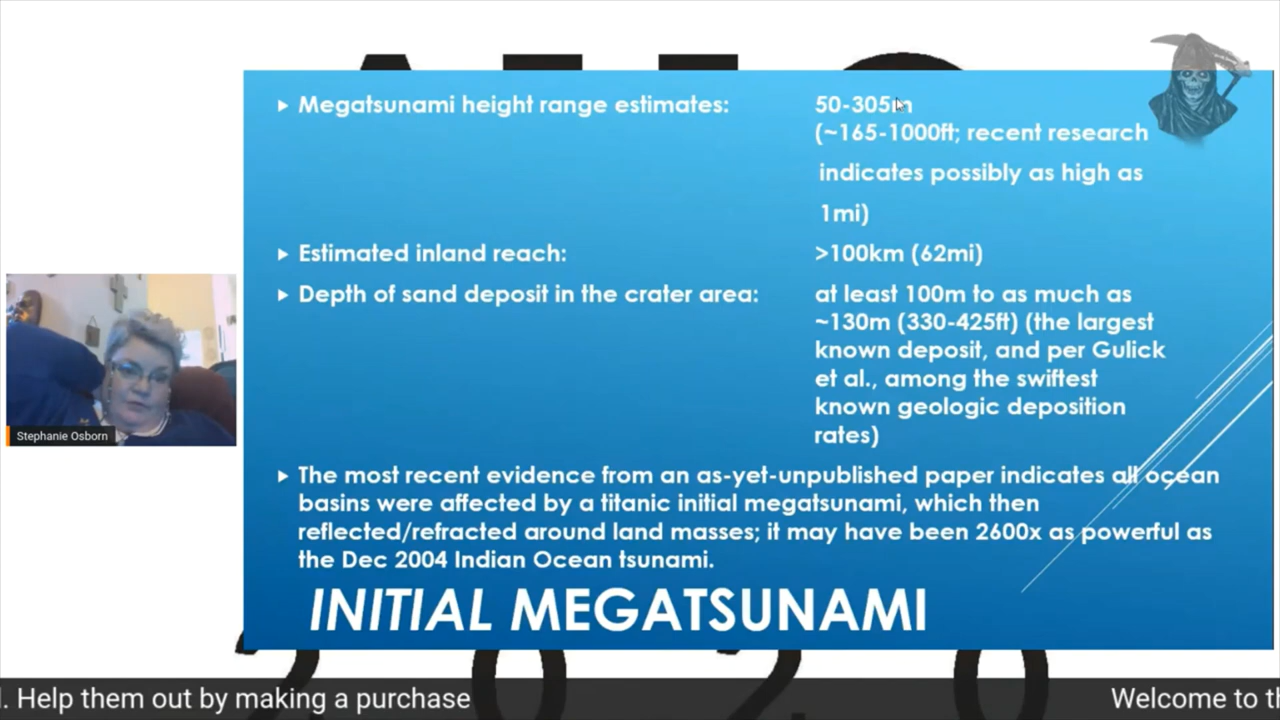 Megatsunami height range estimates: 50-305m
(~165-1000ft; recent research
indicates possibly as high as
1mi)
Estimated inland reach: >100km (62mi)
Depth of sand deposit in the crater area: at least 100m to as much as
~130m (330-425ft) (the largest
known deposit, and per Gulick
et al., among the swiftest
known geologic deposition
rates)
The most recent evidence from an as-yet-unpublished paper indicates all ocean
basins were affected by a titanic initial megatsunami, which then
reflected/refracted around land masses; it may have been 2600x as powerful as
the Dec 2004 Indian Ocean tsunami.
INITIAL MEGATSUNAMI
Stephanie Osborn
2020
. Help them out by making a purchase
Welcome to